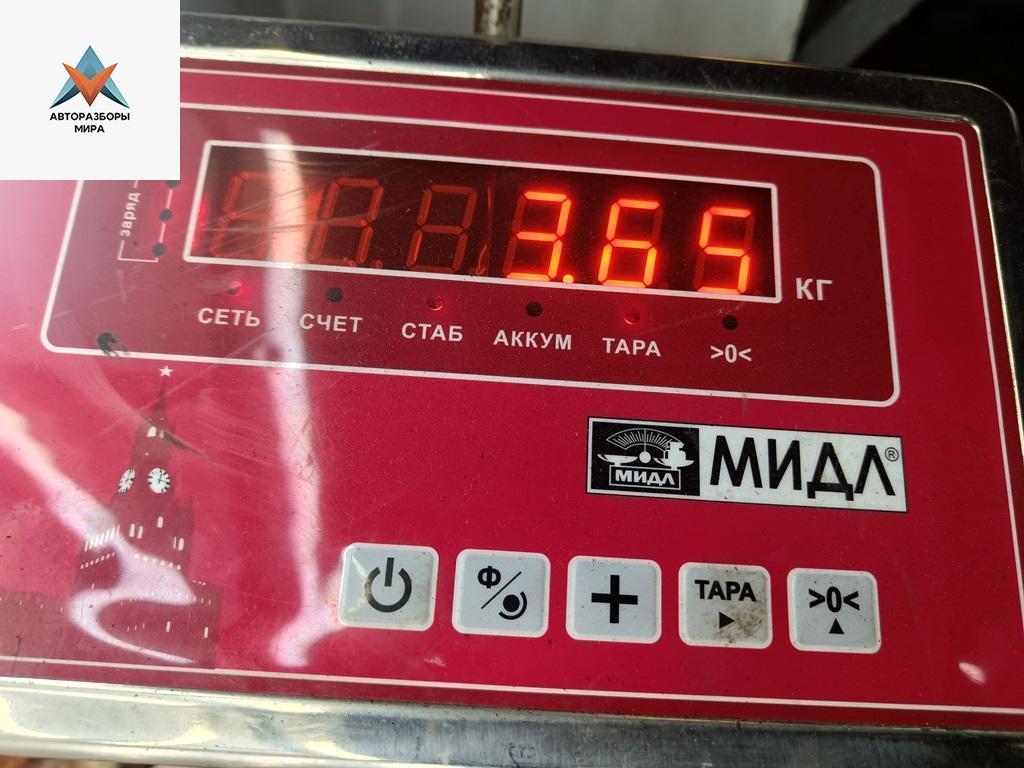 АВТОРАЗБОРЫ
МИРА
заряд
3.65
КГ
СЕТЬ СЧЕТ СТАБ АККУМ ТАРА >0<
МИДЛ МИДЛ®
Ф/ + ТАРА >0<